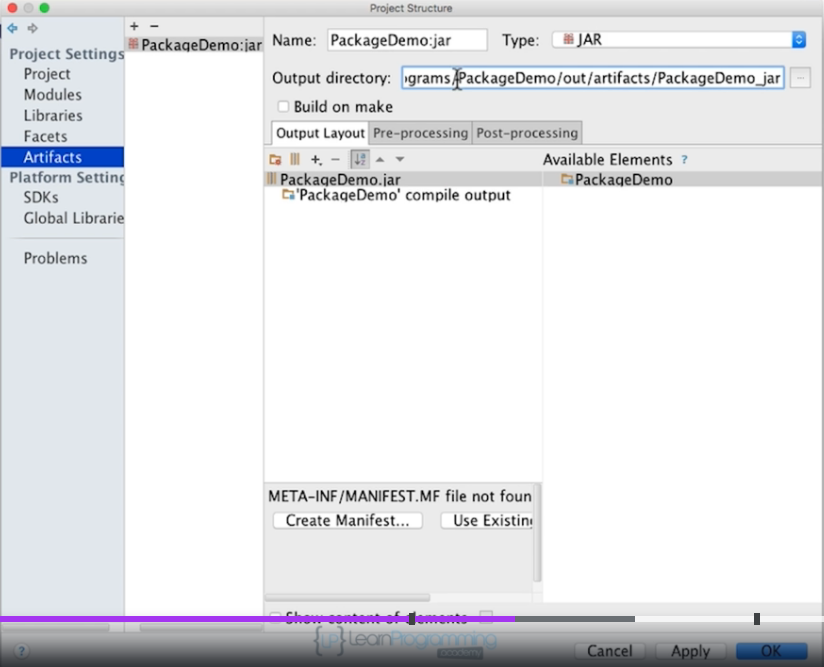 Project Structure
Project Settings
Project
Modules
Libraries
Facets
Artifacts
Platform Setting
SDKs
Global Librarie
Problems
PackageDemo:jar
Name: PackageDemo:jar Type: JAR
Output directory: grams/PackageDemo/out/artifacts/PackageDemo_jar
Build on make
Output Layout Pre-processing Post-processing
Available Elements ?
PackageDemo.jar
'PackageDemo' compile output
PackageDemo
META-INF/MANIFEST.MF file not foun
Create Manifest... Use Existin
Show content of elements
{LP} LearnProgramming
academy
? Cancel Apply OK